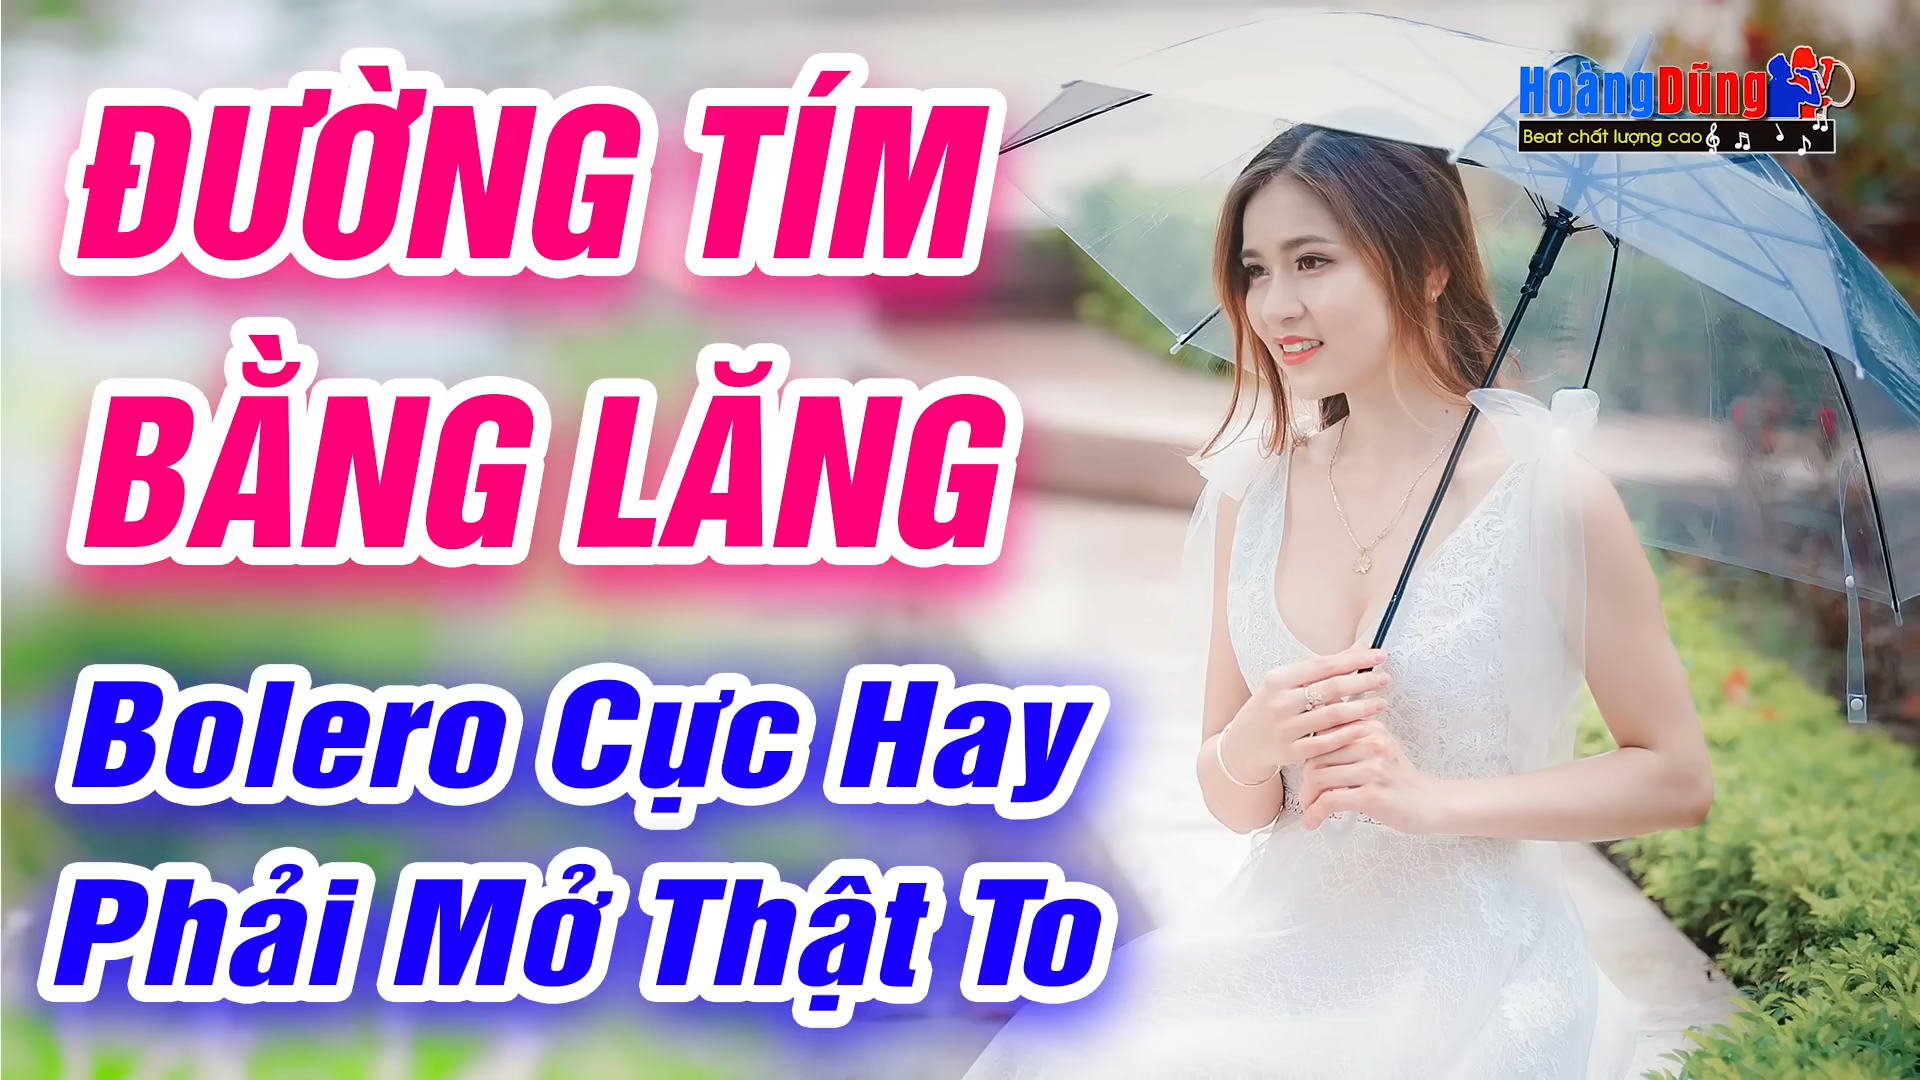 ĐƯỜNG TÍM
BẰNG LĂNG
Bolero Cực Hay
Phải Mở Thật To
HoàngDũng
Beat chất lượng cao